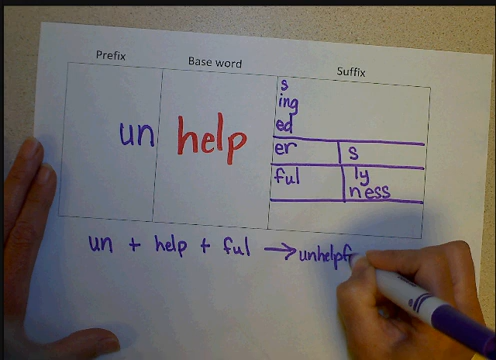 Prefix Base word Suffix
un help
s
ing
ed
er s
ful ly
ness
un + help + ful → unhelpf